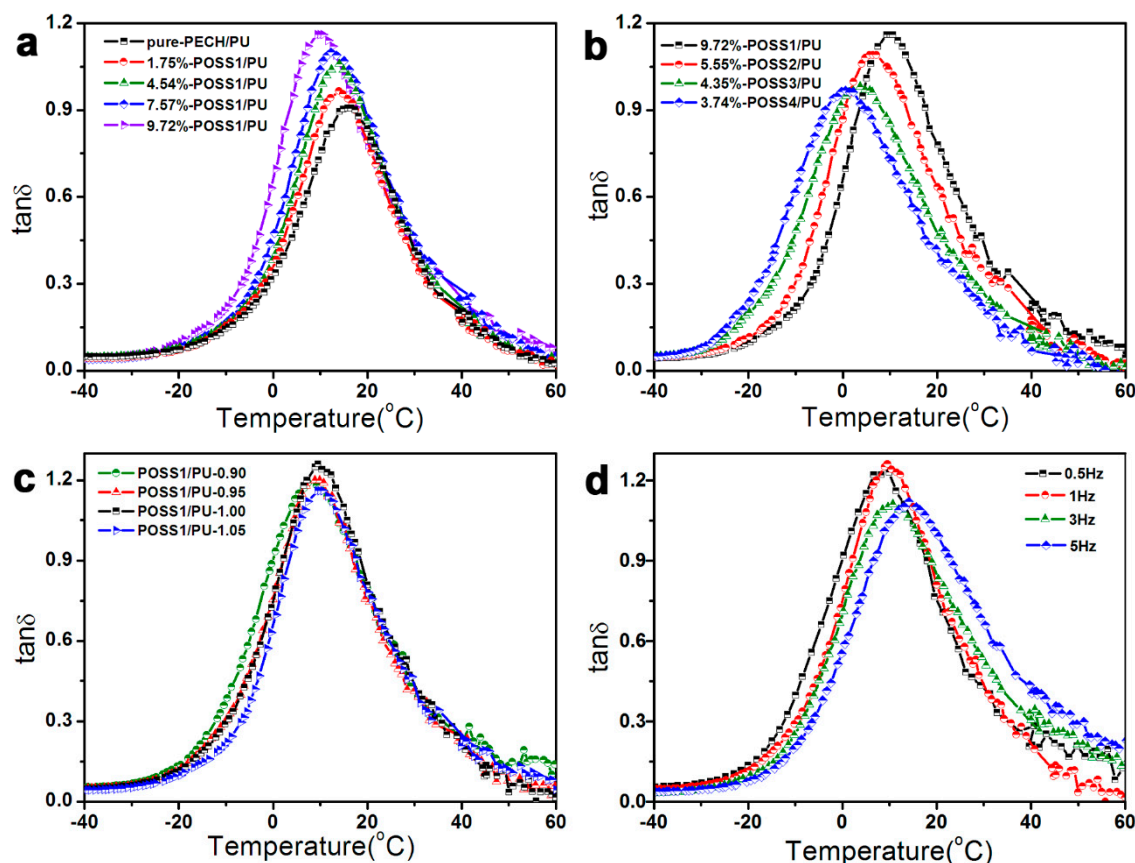 a
pure-PECH/PU
1.75%-POSS1/PU
4.54%-POSS1/PU
7.57%-POSS1/PU
9.72%-POSS1/PU
1.2
0.9
0.6
0.3
0.0
tanδ
-40 -20 0 20 40 60
Temperature(°C)
b
9.72%-POSS1/PU
5.55%-POSS2/PU
4.35%-POSS3/PU
3.74%-POSS4/PU
1.2
0.9
0.6
0.3
0.0
tanδ
-40 -20 0 20 40 60
Temperature(°C)
c
POSS1/PU-0.90
POSS1/PU-0.95
POSS1/PU-1.00
POSS1/PU-1.05
1.2
0.9
0.6
0.3
0.0
tanδ
-40 -20 0 20 40 60
Temperature(°C)
d
0.5Hz
1Hz
3Hz
5Hz
1.2
0.9
0.6
0.3
0.0
tanδ
-40 -20 0 20 40 60
Temperature(°C)